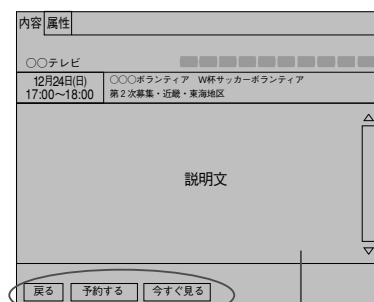 内容 属性
○○テレビ
12月24日(日) ○○○ボランティア W杯サッカーボランティア
17:00～18:00 第2次募集・近畿・東海地区
説明文
戻る 予約する 今すぐ見る